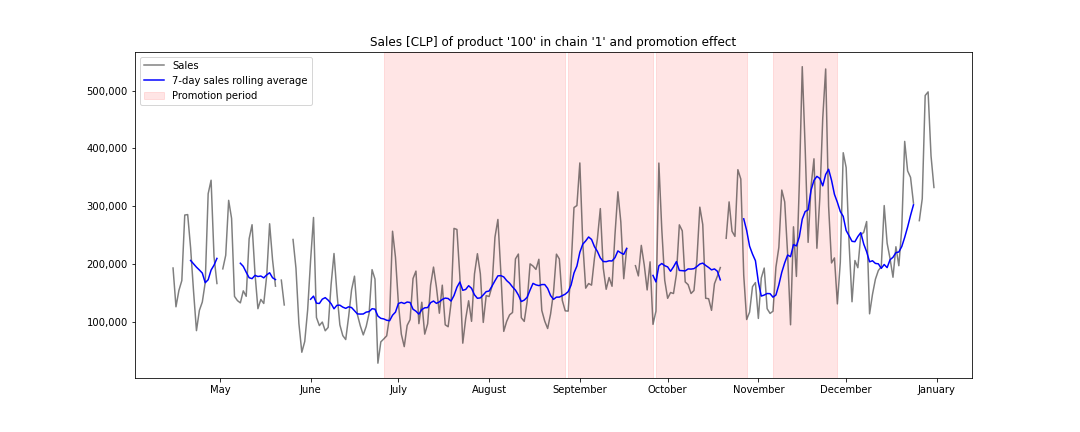 Sales [CLP] of product '100' in chain '1' and promotion effect
Sales
7-day sales rolling average
Promotion period
500,000
400,000
300,000
200,000
100,000
May June July August September October November December January